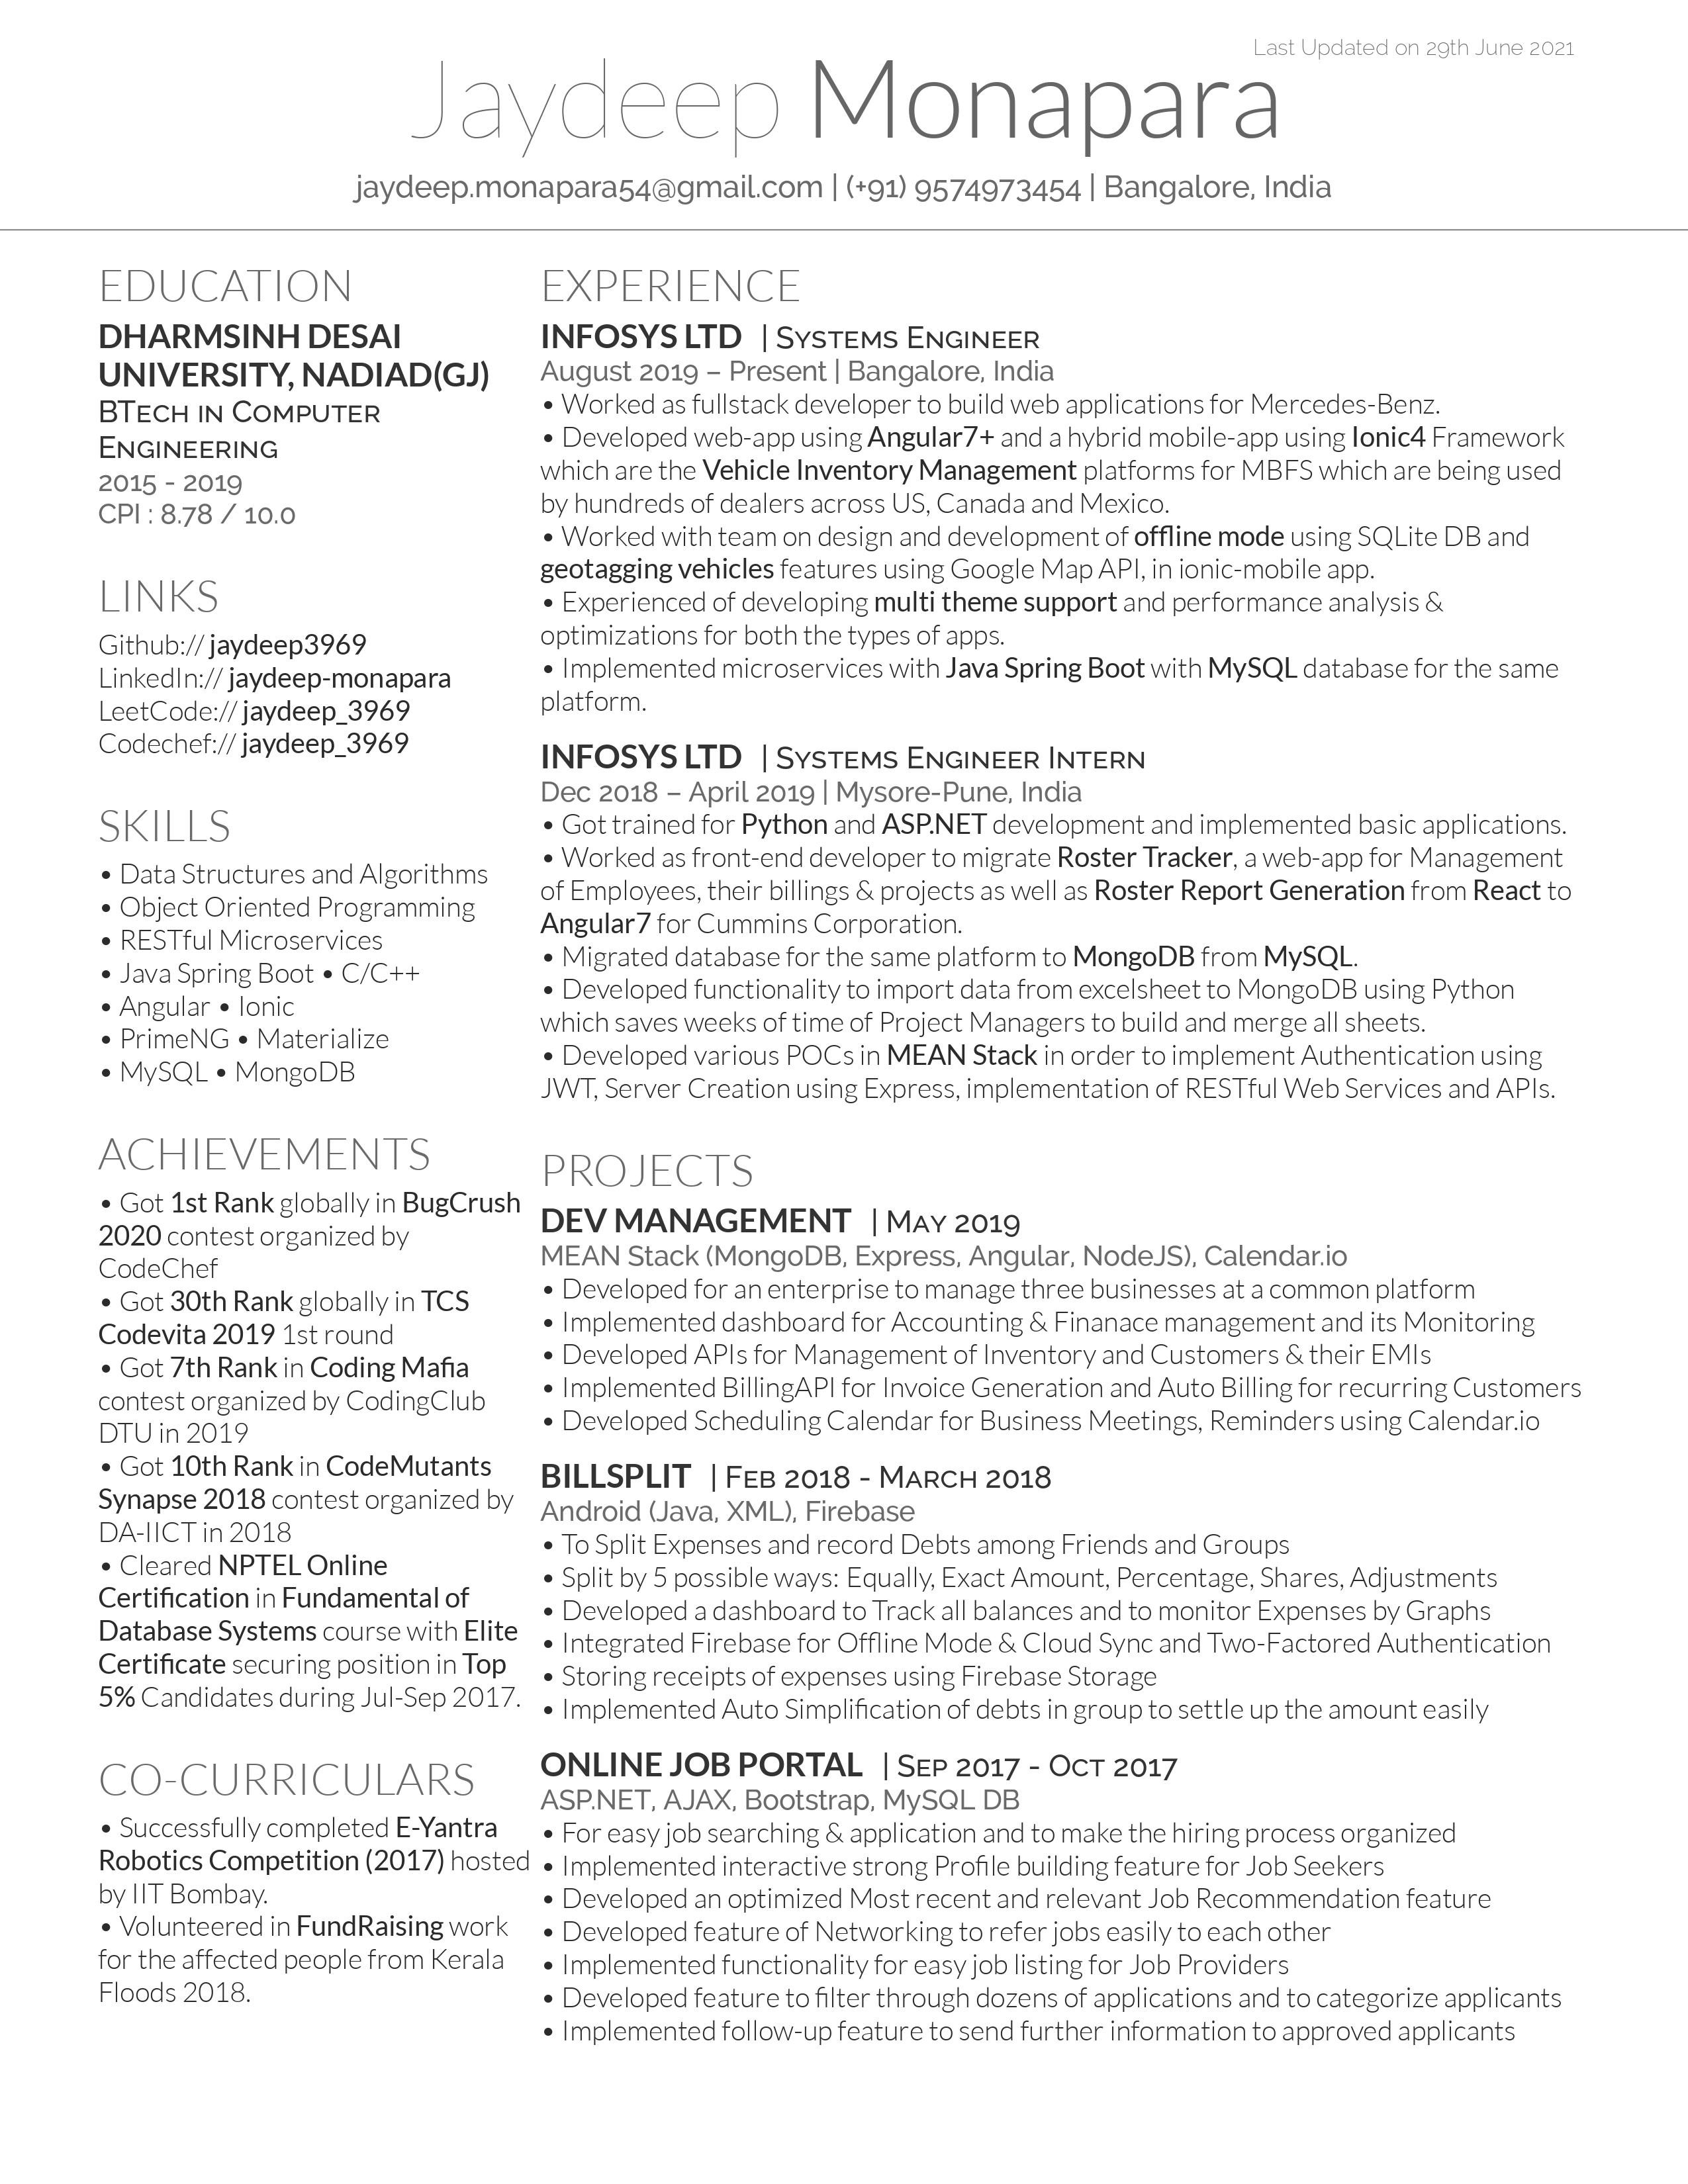 Last Updated on 29th June 2021
Jaydeep Monapara
jaydeep.monapara54@gmail.com | (+91) 9574973454 | Bangalore, India
EDUCATION
DHARMSINH DESAI
UNIVERSITY, NADIAD(GJ)
BTech in Computer
Engineering
2015 - 2019
CPI : 8.78 / 10.0
LINKS
Github:// jaydeep3969
LinkedIn:// jaydeep-monapara
LeetCode:// jaydeep_3969
Codechef:// jaydeep_3969
SKILLS
• Data Structures and Algorithms
• Object Oriented Programming
• RESTful Microservices
• Java Spring Boot • C/C++
• Angular • Ionic
• PrimeNG • Materialize
• MySQL • MongoDB
ACHIEVEMENTS
• Got 1st Rank globally in BugCrush
2020 contest organized by
CodeChef
• Got 30th Rank globally in TCS
Codevita 2019 1st round
• Got 7th Rank in Coding Mafia
contest organized by CodingClub
DTU in 2019
• Got 10th Rank in CodeMutants
Synapse 2018 contest organized by
DA-IICT in 2018
• Cleared NPTEL Online
Certification in Fundamental of
Database Systems course with Elite
Certificate securing position in Top
5% Candidates during Jul-Sep 2017.
CO-CURRICULARS
• Successfully completed E-Yantra
Robotics Competition (2017) hosted
by IIT Bombay.
• Volunteered in FundRaising work
for the affected people from Kerala
Floods 2018.
EXPERIENCE
INFOSYS LTD | Systems Engineer
August 2019 – Present | Bangalore, India
• Worked as fullstack developer to build web applications for Mercedes-Benz.
• Developed web-app using Angular7+ and a hybrid mobile-app using Ionic4 Framework
which are the Vehicle Inventory Management platforms for MBFS which are being used
by hundreds of dealers across US, Canada and Mexico.
• Worked with team on design and development of offline mode using SQLite DB and
geotagging vehicles features using Google Map API, in ionic-mobile app.
• Experienced of developing multi theme support and performance analysis &
optimizations for both the types of apps.
• Implemented microservices with Java Spring Boot with MySQL database for the same
platform.
INFOSYS LTD | Systems Engineer Intern
Dec 2018 – April 2019 | Mysore-Pune, India
• Got trained for Python and ASP.NET development and implemented basic applications.
• Worked as front-end developer to migrate Roster Tracker, a web-app for Management
of Employees, their billings & projects as well as Roster Report Generation from React to
Angular7 for Cummins Corporation.
• Migrated database for the same platform to MongoDB from MySQL.
• Developed functionality to import data from excelsheet to MongoDB using Python
which saves weeks of time of Project Managers to build and merge all sheets.
• Developed various POCs in MEAN Stack in order to implement Authentication using
JWT, Server Creation using Express, implementation of RESTful Web Services and APIs.
PROJECTS
DEV MANAGEMENT | May 2019
MEAN Stack (MongoDB, Express, Angular, NodeJS), Calendar.io
• Developed for an enterprise to manage three businesses at a common platform
• Implemented dashboard for Accounting & Finanace management and its Monitoring
• Developed APIs for Management of Inventory and Customers & their EMIs
• Implemented BillingAPI for Invoice Generation and Auto Billing for recurring Customers
• Developed Scheduling Calendar for Business Meetings, Reminders using Calendar.io
BILLSPLIT | Feb 2018 - March 2018
Android (Java, XML), Firebase
• To Split Expenses and record Debts among Friends and Groups
• Split by 5 possible ways: Equally, Exact Amount, Percentage, Shares, Adjustments
• Developed a dashboard to Track all balances and to monitor Expenses by Graphs
• Integrated Firebase for Offline Mode & Cloud Sync and Two-Factored Authentication
• Storing receipts of expenses using Firebase Storage
• Implemented Auto Simplification of debts in group to settle up the amount easily
ONLINE JOB PORTAL | Sep 2017 - Oct 2017
ASP.NET, AJAX, Bootstrap, MySQL DB
• For easy job searching & application and to make the hiring process organized
• Implemented interactive strong Profile building feature for Job Seekers
• Developed an optimized Most recent and relevant Job Recommendation feature
• Developed feature of Networking to refer jobs easily to each other
• Implemented functionality for easy job listing for Job Providers
• Developed feature to filter through dozens of applications and to categorize applicants
• Implemented follow-up feature to send further information to approved applicants